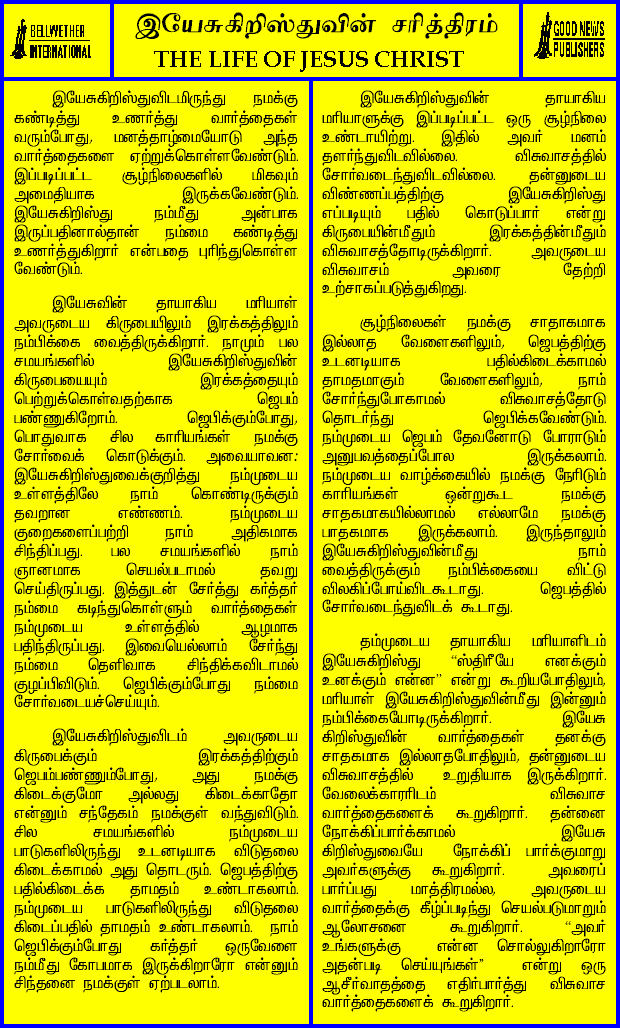 BELLWETHER
INTERNATIONAL
இயேசுகிறிஸ்துவின் சரித்திரம்
THE LIFE OF JESUS CHRIST
GOOD NEWS
PUBLISHERS
இயேசுகிறிஸ்துவிடமிருந்து நமக்கு
கண்டித்து உணர்த்து வார்த்தைகள்
வரும்போது, மனத்தாழ்மையோடு அந்த
வார்த்தைகளை ஏற்றுக்கொள்ளவேண்டும்.
இப்படிப்பட்ட சூழ்நிலைகளில் மிகவும்
அமைதியாக இருக்கவேண்டும்.
இயேசுகிறிஸ்து நம்மீது அன்பாக
இருப்பதினால்தான் நம்மை கண்டித்து
உணர்த்துகிறார் என்பதை புரிந்துகொள்ள
வேண்டும்.
இயேசுவின் தாயாகிய மரியாள்
அவருடைய கிருபையிலும் இரக்கத்திலும்
நம்பிக்கை வைத்திருக்கிறார். நாமும் பல
சமயங்களில் இயேசுகிறிஸ்துவின்
கிருபையையும் இரக்கத்தையும்
பெற்றுக்கொள்வதற்காக ஜெபம்
பண்ணுகிறோம். ஜெபிக்கும்போது,
பொதுவாக சில காரியங்கள் நமக்கு
சோர்வைக் கொடுக்கும். அவையாவன:
இயேசுகிறிஸ்துவைக்குறித்து நம்முடைய
உள்ளத்திலே நாம் கொண்டிருக்கும்
தவறான எண்ணம். நம்முடைய
குறைகளைப்பற்றி நாம் அதிகமாக
சிந்திப்பது. பல சமயங்களில் நாம்
ஞானமாக செயல்படாமல் தவறு
செய்திருப்பது. இத்துடன் சேர்த்து கர்த்தர்
நம்மை கடிந்துகொள்ளும் வார்த்தைகள்
நம்முடைய உள்ளத்தில் ஆழமாக
பதிந்திருப்பது. இவையெல்லாம் சேர்ந்து
நம்மை தெளிவாக சிந்திக்கவிடாமல்
குழப்பிவிடும். ஜெபிக்கும்போது நம்மை
சோர்வடையச்செய்யும்.
இயேசுகிறிஸ்துவிடம் அவருடைய
கிருபைக்கும் இரக்கத்திற்கும்
ஜெபம்பண்ணும்போது, அது நமக்கு
கிடைக்குமோ அல்லது கிடைக்காதோ
என்னும் சந்தேகம் நமக்குள் வந்துவிடும்.
சில சமயங்களில் நம்முடைய
பாடுகளிலிருந்து உடனடியாக விடுதலை
கிடைக்காமல் அது தொடரும். ஜெபத்திற்கு
பதில்கிடைக்க தாமதம் உண்டாகலாம்.
நம்முடைய பாடுகளிலிருந்து விடுதலை
கிடைப்பதில் தாமதம் உண்டாகலாம். நாம்
ஜெபிக்கும்போது கர்த்தர் ஒருவேளை
நம்மீது கோபமாக இருக்கிறாரோ என்னும்
சிந்தனை நமக்குள் ஏற்படலாம்.
இயேசுகிறிஸ்துவின் தாயாகிய
மரியாளுக்கு இப்படிப்பட்ட ஒரு சூழ்நிலை
உண்டாயிற்று. இதில் அவர் மனம்
தளர்ந்துவிடவில்லை. விசுவாசத்தில்
சோர்வடைந்துவிடவில்லை. தன்னுடைய
விண்ணப்பத்திற்கு இயேசுகிறிஸ்து
எப்படியும் பதில் கொடுப்பார் என்று
கிருபையின்மீதும் இரக்கத்தின்மீதும்
விசுவாசத்தோடிருக்கிறார். அவருடைய
விசுவாசம் அவரை தேற்றி
உற்சாகப்படுத்துகிறது.
சூழ்நிலைகள் நமக்கு சாதாகமாக
இல்லாத வேளைகளிலும், ஜெபத்திற்கு
உடனடியாக பதில்கிடைக்காமல்
தாமதமாகும் வேளைகளிலும், நாம்
சோர்ந்துபோகாமல் விசுவாசத்தோடு
தொடர்ந்து ஜெபிக்கவேண்டும்.
நம்முடைய ஜெபம் தேவனோடு போராடும்
அனுபவத்தைப்போல இருக்கலாம்.
நம்முடைய வாழ்க்கையில் நமக்கு நேரிடும்
காரியங்கள் ஒன்றுகூட நமக்கு
சாதகமாகயில்லாமல் எல்லாமே நமக்கு
பாதகமாக இருக்கலாம். இருந்தாலும்
இயேசுகிறிஸ்துவின்மீது நாம்
வைத்திருக்கும் நம்பிக்கையை விட்டு
விலகிப்போய்விடகூடாது. ஜெபத்தில்
சோர்வடைந்துவிடக் கூடாது.
தம்முடைய தாயாகிய மரியாளிடம்
இயேசுகிறிஸ்து “ஸ்திரீயே எனக்கும்
உனக்கும் என்ன” என்று கூறியபோதிலும்,
மரியாள் இயேசுகிறிஸ்துவின்மீது இன்னும்
நம்பிக்கையோடிருக்கிறார். இயேசு
கிறிஸ்துவின் வார்த்தைகள் தனக்கு
சாதகமாக இல்லாதபோதிலும், தன்னுடைய
விசுவாசத்தில் உறுதியாக இருக்கிறார்.
வேலைக்காரரிடம் விசுவாச
வார்த்தைகளைக் கூறுகிறார். தன்னை
நோக்கிப்பார்க்காமல் இயேசு
கிறிஸ்துவையே நோக்கிப் பார்க்குமாறு
அவர்களுக்கு கூறுகிறார். அவரைப்
பார்ப்பது மாத்திரமல்ல, அவருடைய
வார்த்தைக்கு கீழ்ப்படிந்து செயல்படுமாறும்
ஆலோசனை கூறுகிறார். “அவர்
உங்களுக்கு என்ன சொல்லுகிறாரோ
அதன்படி செய்யுங்கள்” என்று ஒரு
ஆசீர்வாதத்தை எதிர்பார்த்து விசுவாச
வார்த்தைகளைக் கூறுகிறார்.